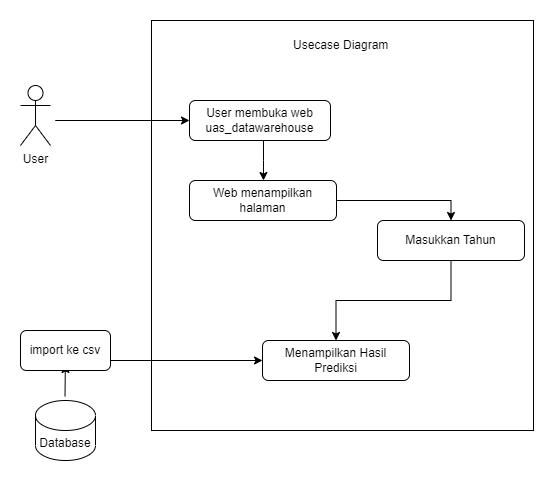 Usecase Diagram
User membuka web
uas_datawarehouse
User
Web menampilkan
halaman
Masukkan Tahun
import ke csv
Menampilkan Hasil
Prediksi
Database